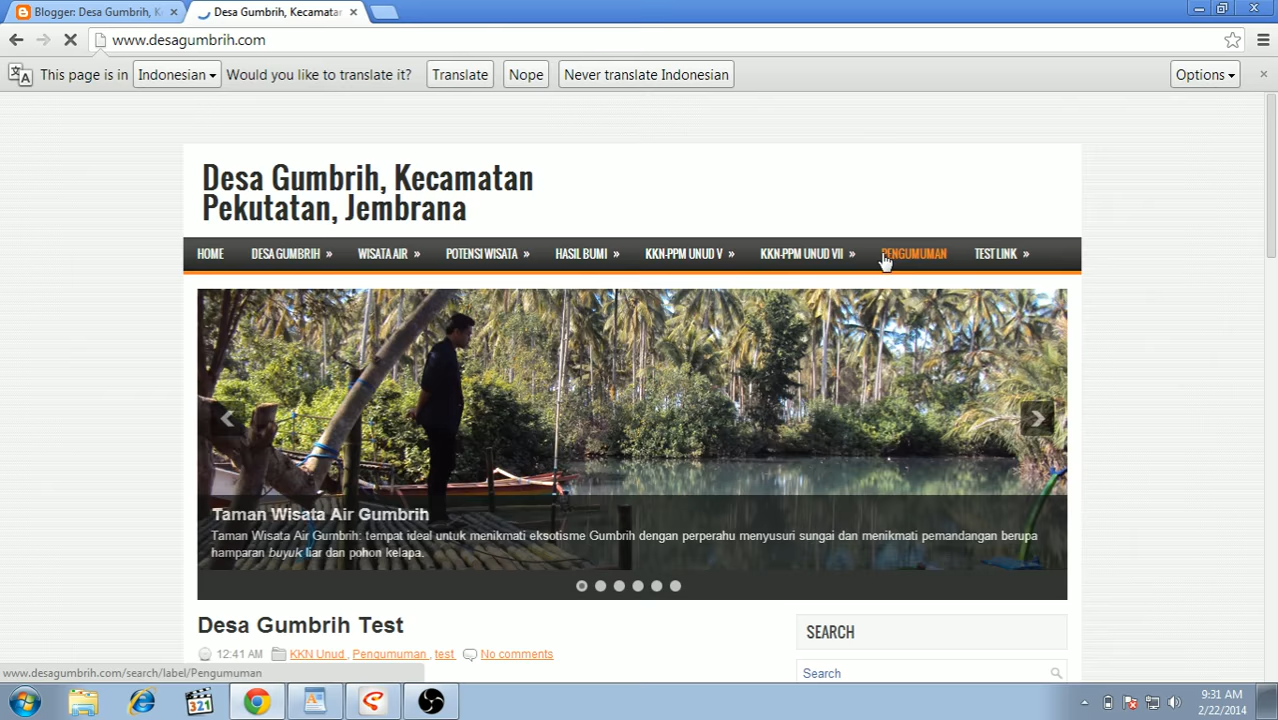 Blogger: Desa Gumbrih, K
Desa Gumbrih, Kecamatan
www.desagumbrih.com
This page is in Indonesian Would you like to translate it? Translate Nope Never translate Indonesian Options
Desa Gumbrih, Kecamatan
Pekutatan, Jembrana
HOME DESA GUMBRIH » WISATA AIR » POTENSI WISATA » HASIL BUMI » KKN-PPM UNUD V » KKN-PPM UNUD VII » PENGUMUMAN TEST LINK »
Taman Wisata Air Gumbrih
Taman Wisata Air Gumbrih: tempat ideal untuk menikmati eksotisme Gumbrih dengan perperahu menyusuri sungai dan menikmati pemandangan berupa
hamparan buyuk liar dan pohon kelapa.
Desa Gumbrih Test
12:41 AM KKN Unud , Pengumuman , test No comments
SEARCH
Search
www.desagumbrih.com/search/label/Pengumuman
321
9:31 AM
2/22/2014